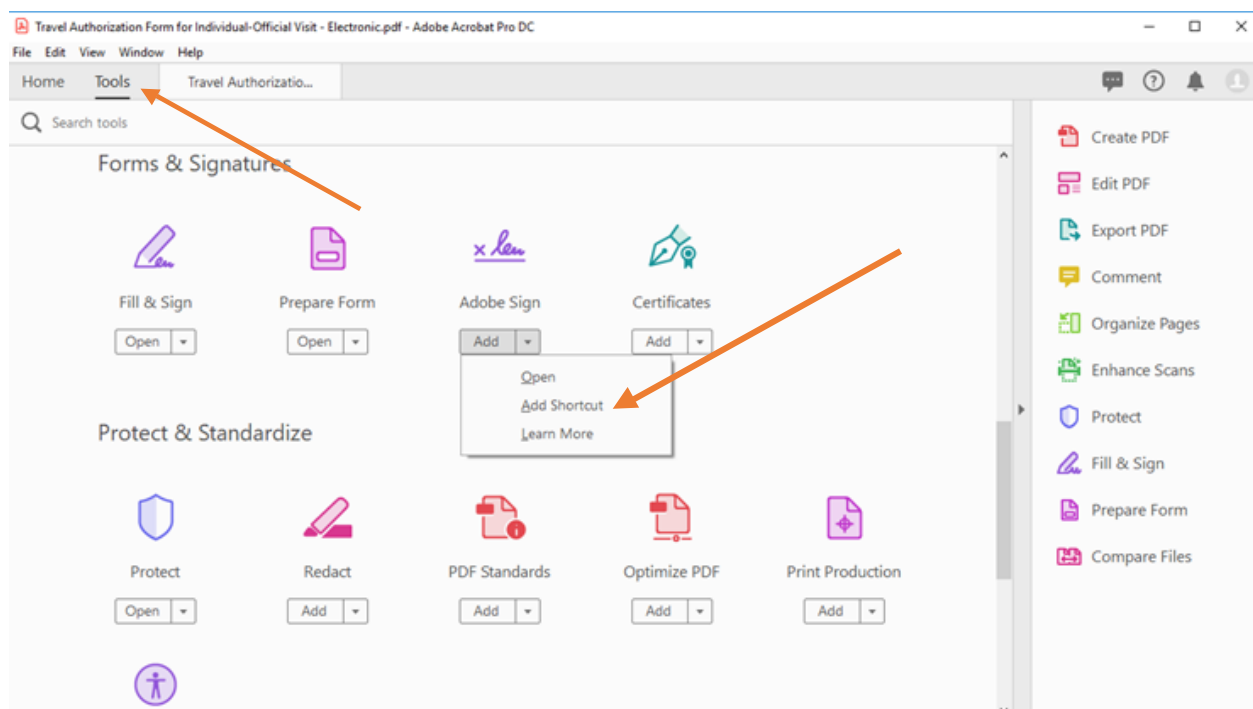 Travel Authorization Form for Individual-Official Visit - Electronic.pdf - Adobe Acrobat Pro DC
File Edit View Window Help
Home Tools Travel Authorizatio...
Search tools
Forms & Signatures
Fill & Sign Prepare Form Adobe Sign Certificates
Open Open Add Add
Open
Add Shortcut
Learn More
Protect & Standardize
Protect Redact PDF Standards Optimize PDF Print Production
Open Add Add Add Add
Create PDF
Edit PDF
Export PDF
Comment
Organize Pages
Enhance Scans
Protect
Fill & Sign
Prepare Form
Compare Files